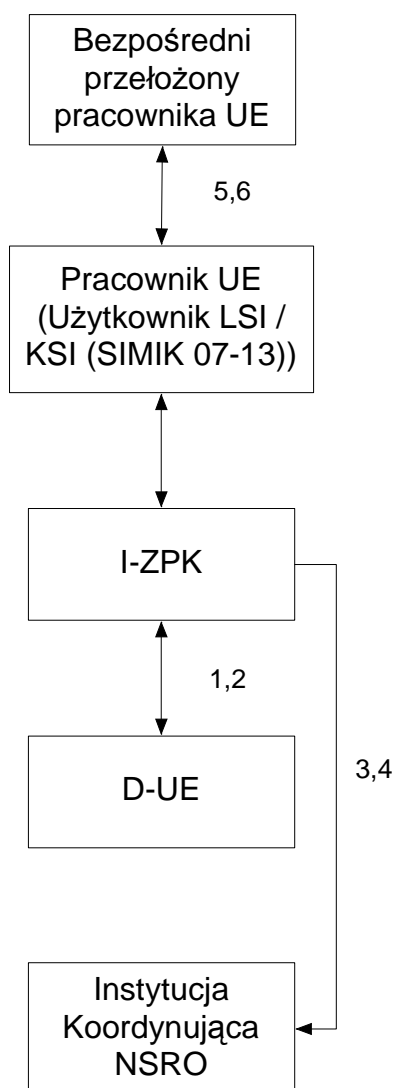 Bezpośredni
przełożony
pracownika UE
5,6
Pracownik UE
(Użytkownik LSI /
KSI (SIMIK 07-13))
I-ZPK
1,2
3,4
D-UE
Instytucja
Koordynująca
NSRO